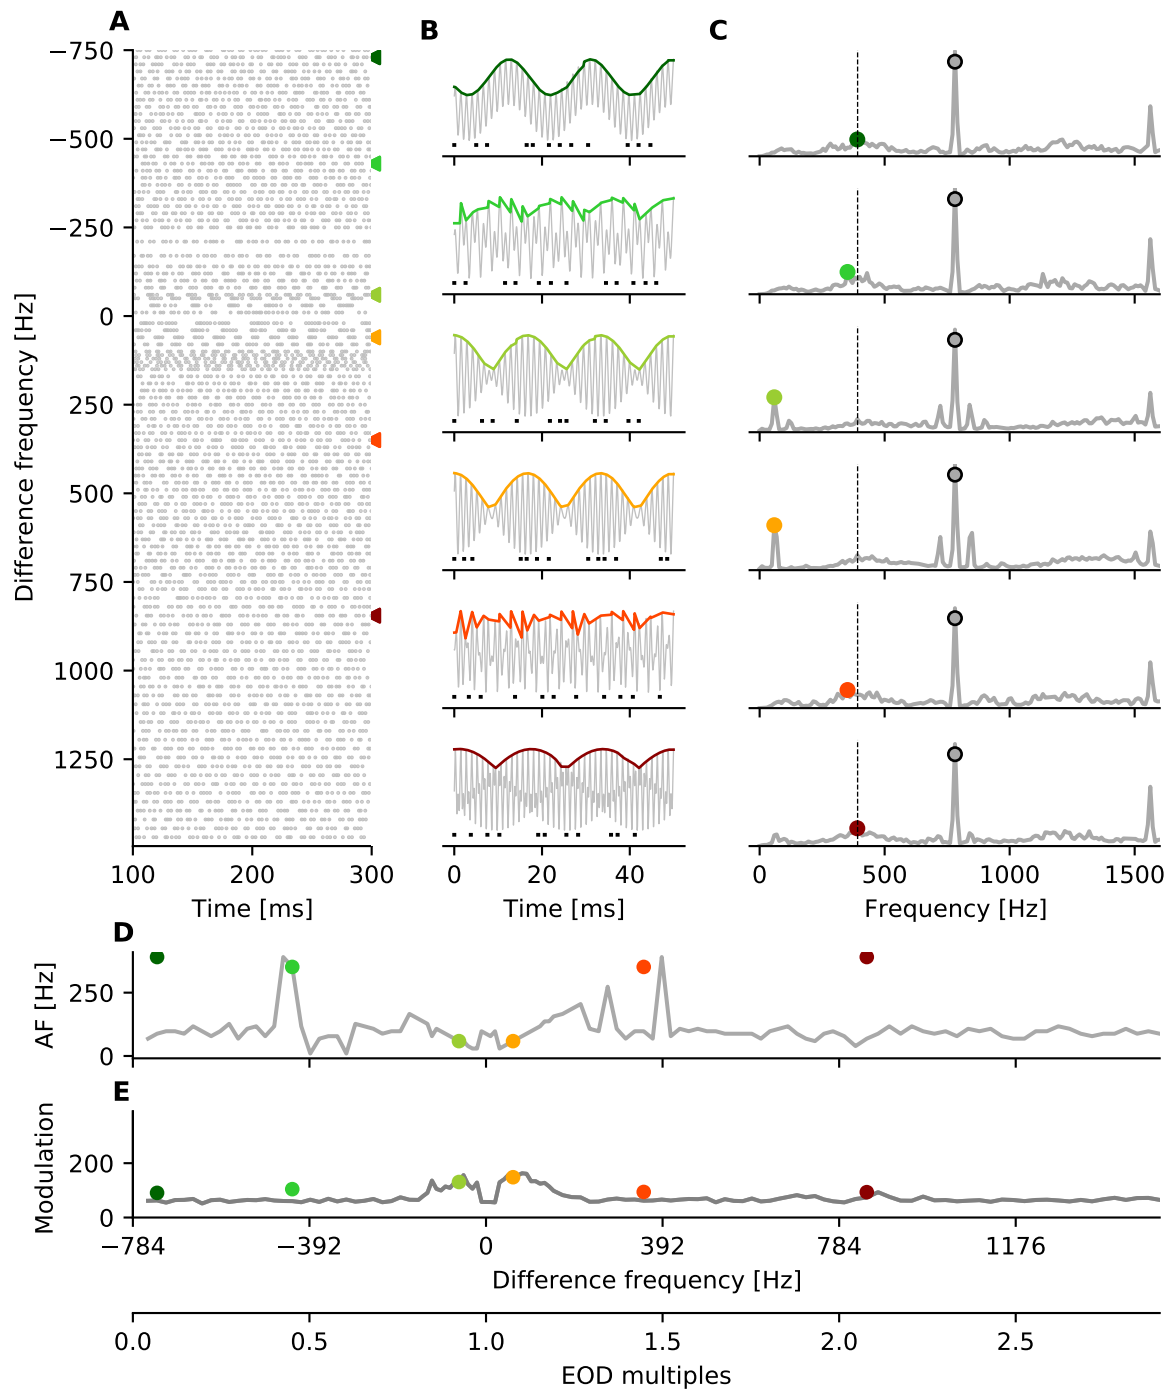 A
B
C
−750
−500
−250
0
250
500
750
1000
1250
Difference frequency [Hz]
100
200
300
Time [ms]
0
20
40
Time [ms]
0
500
1000
1500
Frequency [Hz]
D
AF [Hz]
250
0
E
Modulation
200
0
−784
−392
0
392
784
1176
Difference frequency [Hz]
0.0
0.5
1.0
1.5
2.0
2.5
EOD multiples